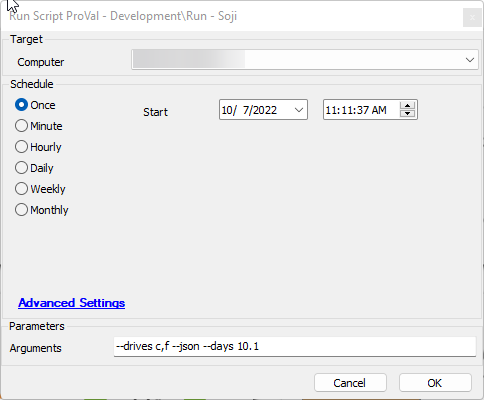 Run Script ProVal - Development\Run - Soji
Target
Computer
Schedule
Once
Minute
Hourly
Daily
Weekly
Monthly
Start 10/ 7/2022 11:11:37 AM
Advanced Settings
Parameters
Arguments --drives c,f --json --days 10.1
Cancel OK